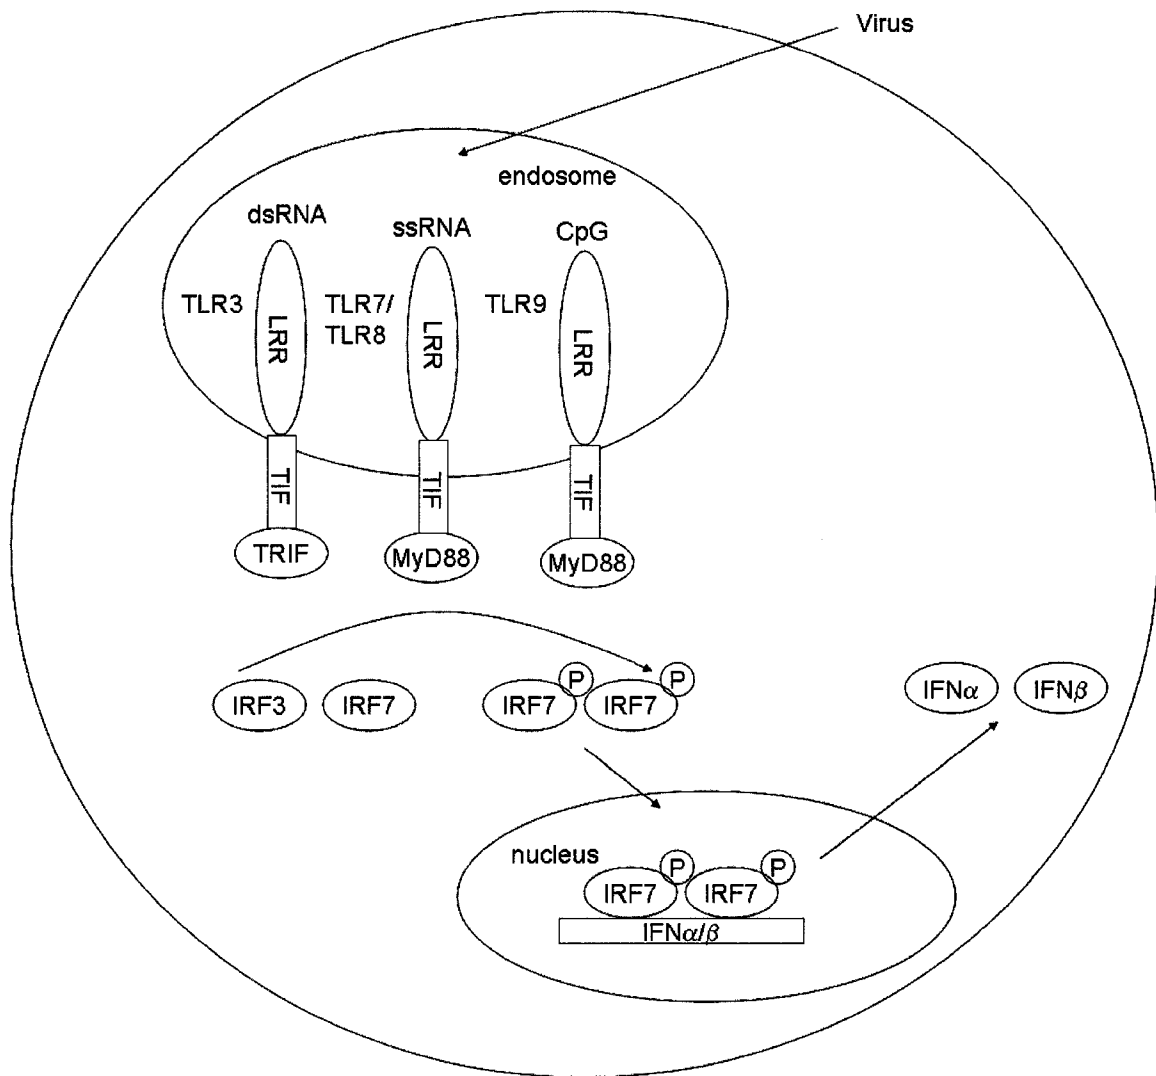 Virus
endosome
dsRNA
ssRNA
CpG
TLR3
TLR7/
TLR8
TLR9
LRR
LRR
LRR
TIF
TIF
TIF
TRIF
MyD88
MyD88
IRF3
IRF7
IRF7
P
IRF7
P
IFNα
IFNβ
nucleus
IRF7
P
IRF7
P
IFNα/β